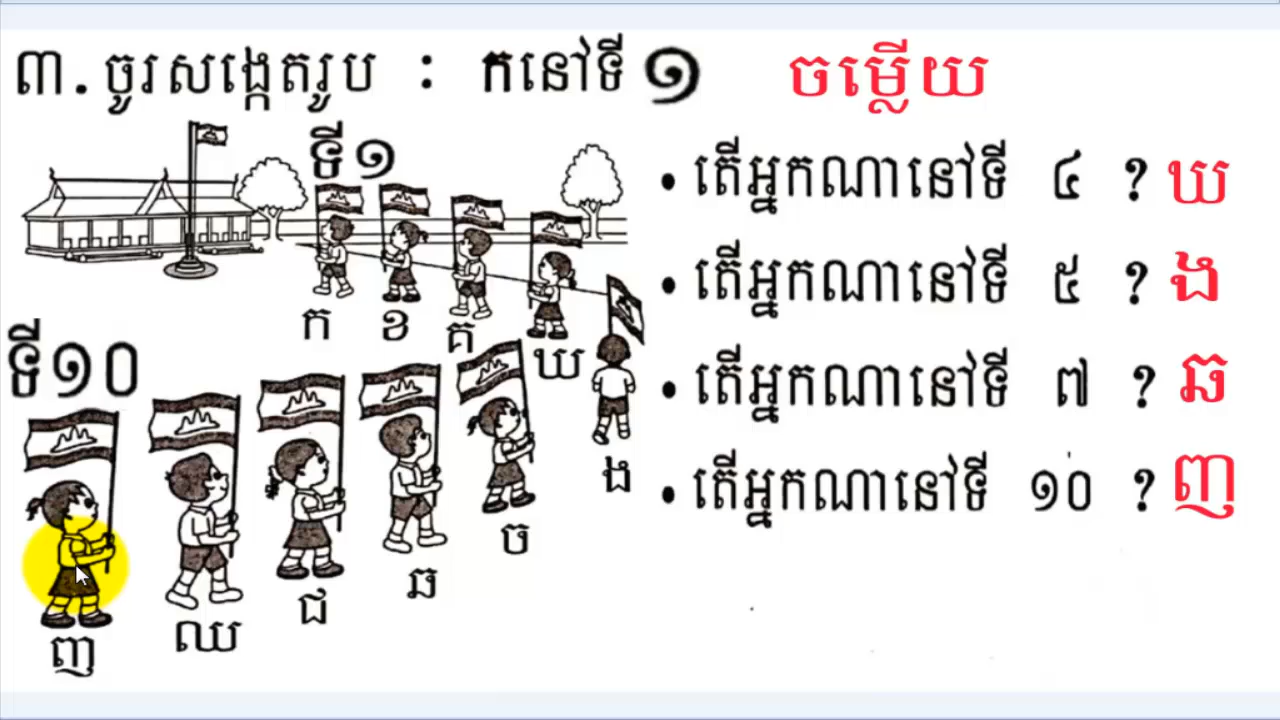 ៣. ចូរសង្កេតរូប : កនៅទី ១ ចម្លើយ
ទី១
• តើអ្នកណានៅទី ៤ ? ឃ
• តើអ្នកណានៅទី ៥ ? ង
• តើអ្នកណានៅទី ៧ ? ឆ
• តើអ្នកណានៅទី ១០ ? ញ
ក ខ គ ឃ ង
ទី១០
ញ ឈ ជ ឆ ច